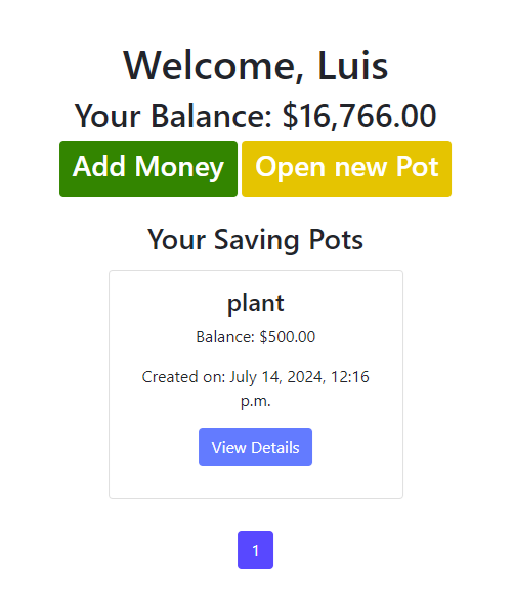 Welcome, Luis
Your Balance: $16,766.00
Add Money Open new Pot
Your Saving Pots
plant
Balance: $500.00
Created on: July 14, 2024, 12:16
p.m.
View Details
1